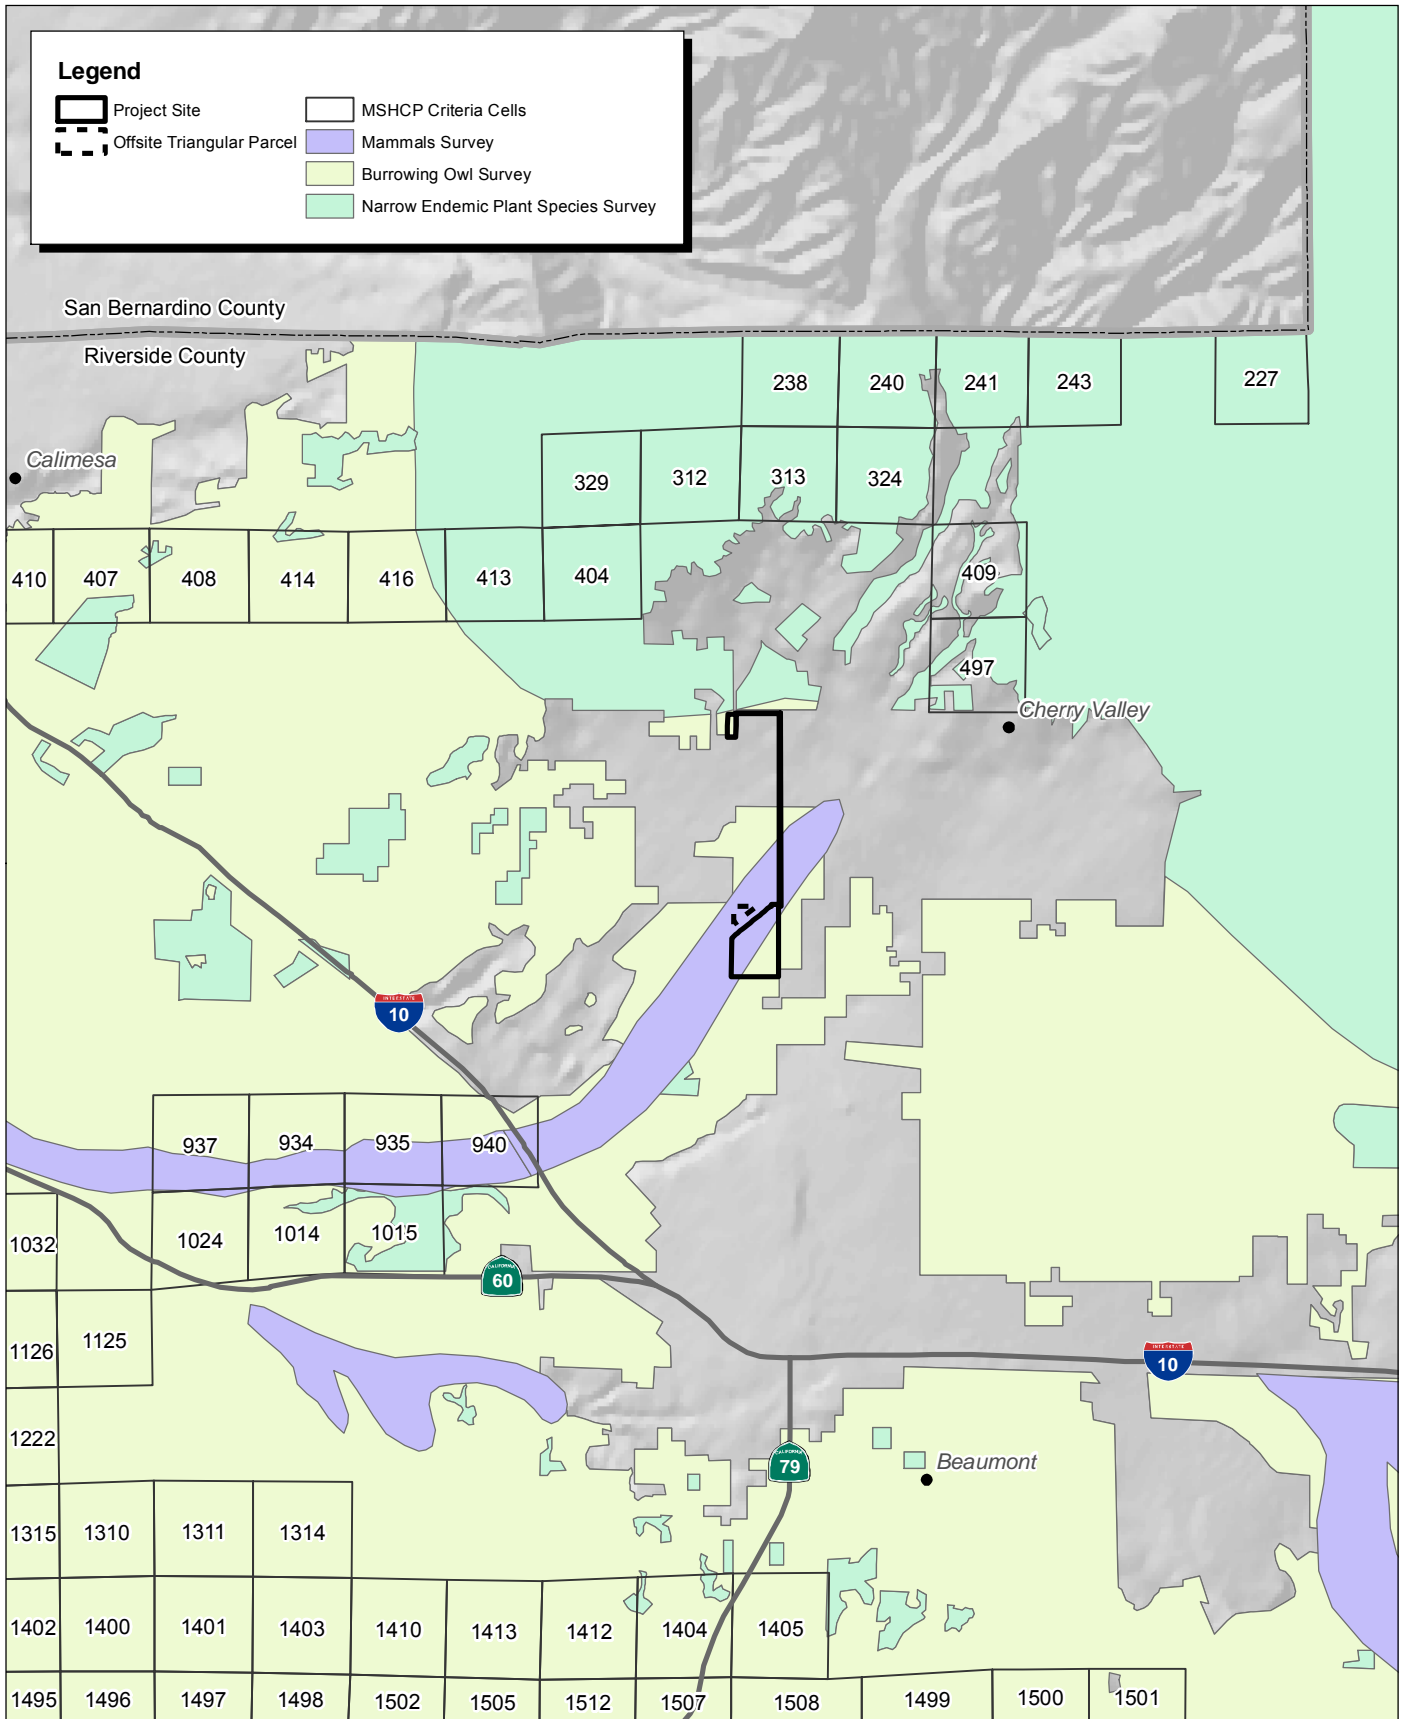 Legend
Project Site
Offsite Triangular Parcel
MSHCP Criteria Cells
Mammals Survey
Burrowing Owl Survey
Narrow Endemic Plant Species Survey
San Bernardino County
Riverside County
238 240 241 243 227
Calimesa
329 312 313 324
410 407 408 414 416 413 404 409
497
Cherry Valley
INTERSTATE
10
937 934 935 940
1032 1024 1014 1015
CALIFORNIA
60
1126 1125
INTERSTATE
10
1222
CALIFORNIA
79
Beaumont
1315 1310 1311 1314
1402 1400 1401 1403 1410 1413 1412 1404 1405
1495 1496 1497 1498 1502 1505 1512 1507 1508 1499 1500 1501